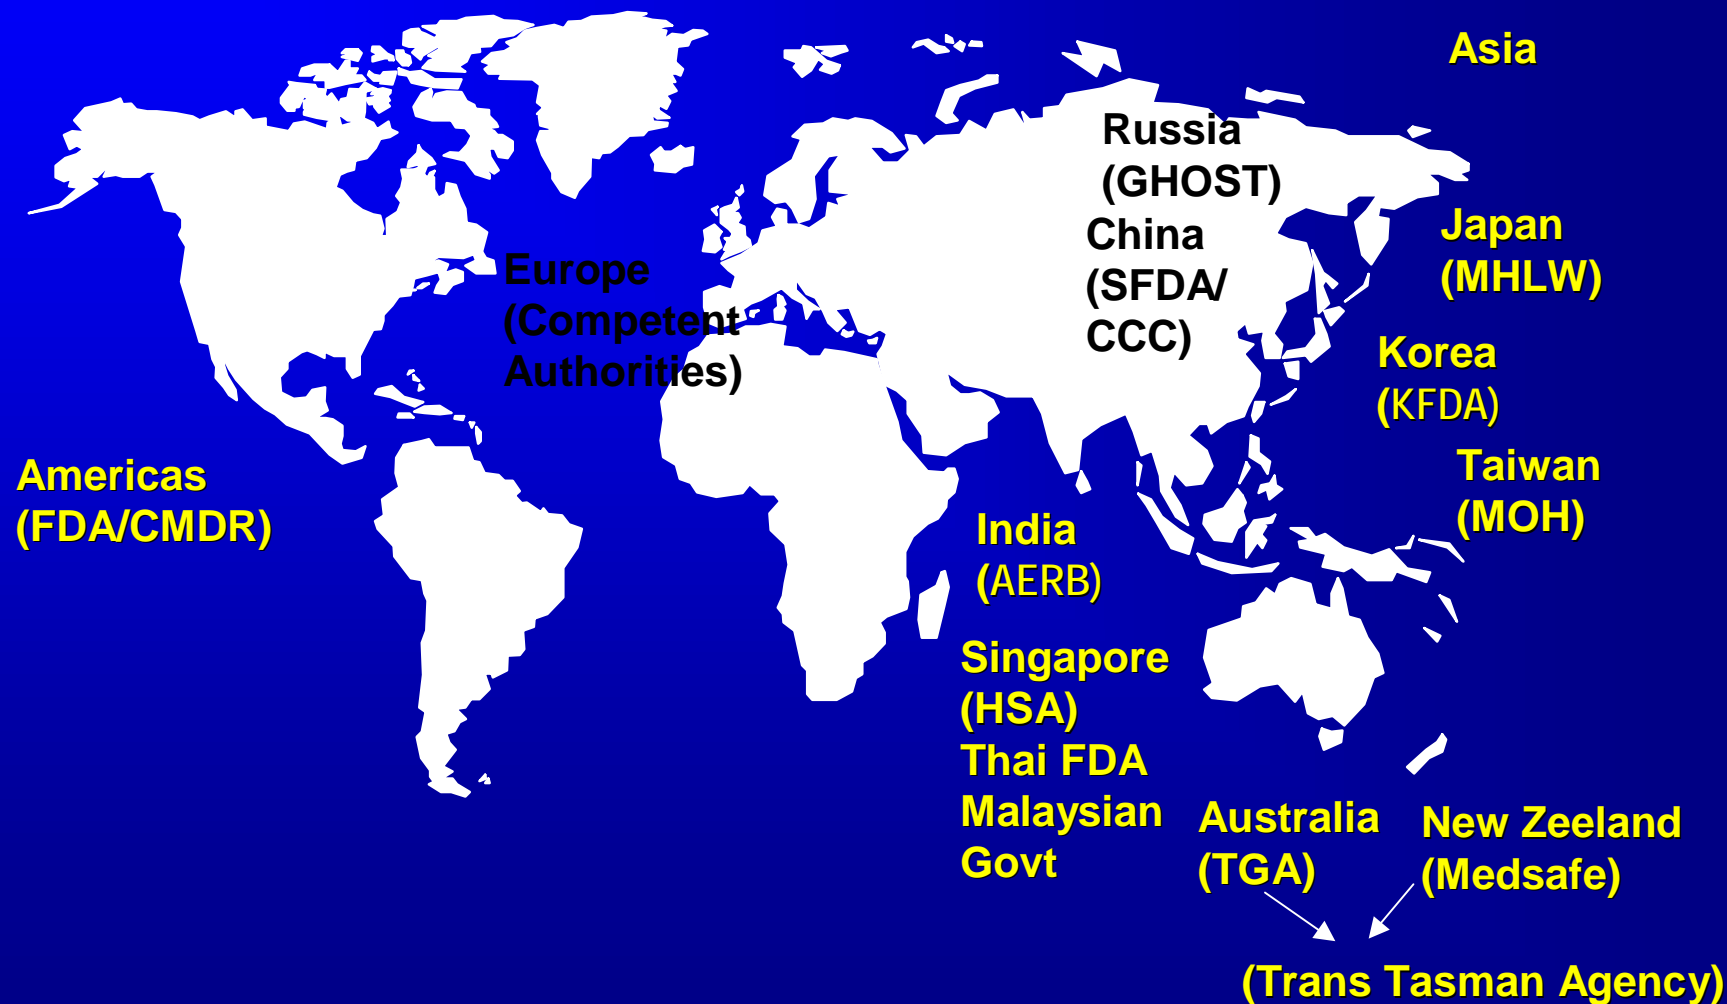 Asia
Russia
(GHOST)
China
(SFDA/
CCC)
Japan
(MHLW)
Europe
(Competent
Authorities)
Korea
(KFDA)
Americas
(FDA/CMDR)
Taiwan
(MOH)
India
(AERB)
Singapore
(HSA)
Thai FDA
Malaysian
Govt
Australia
(TGA)
New Zeeland
(Medsafe)
(Trans Tasman Agency)